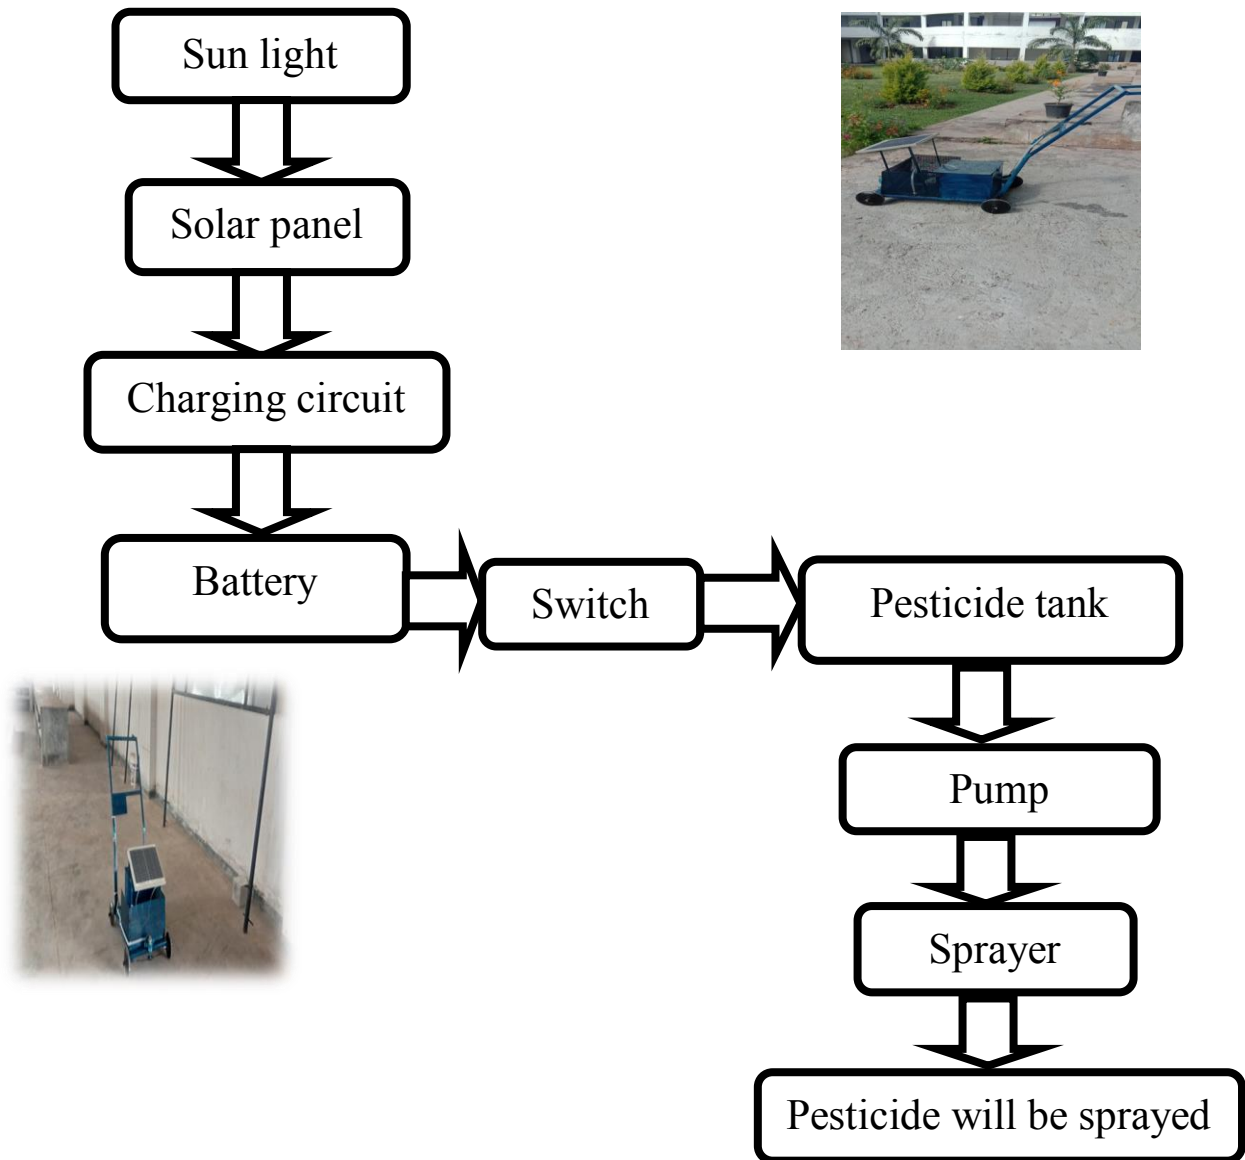 Sun light
Solar panel
Charging circuit
Battery
Switch
Pesticide tank
Pump
Sprayer
Pesticide will be sprayed